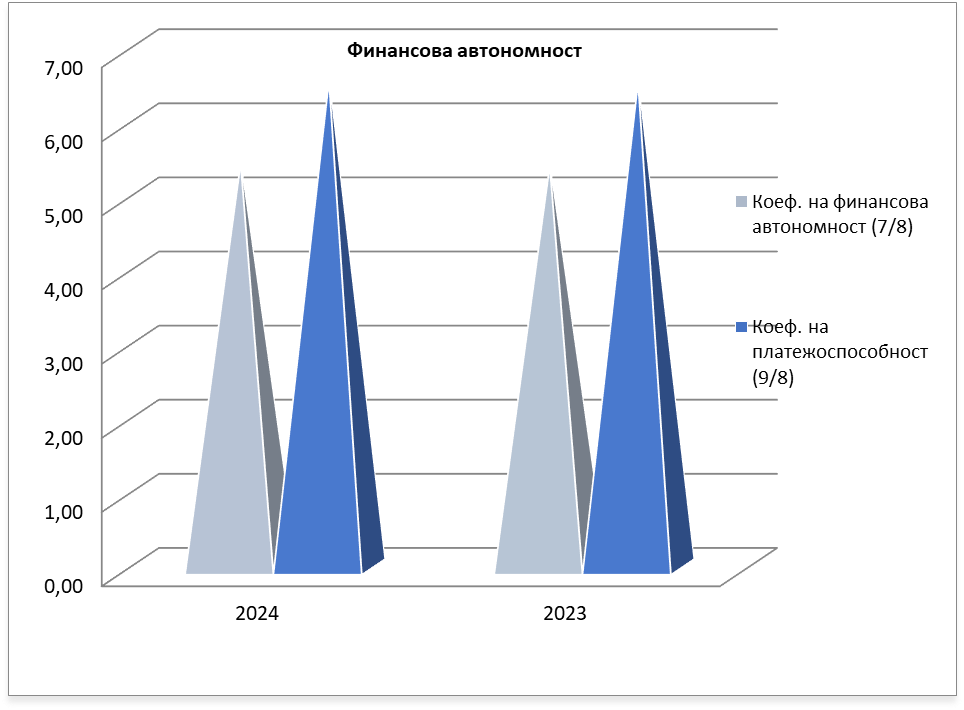 Финансова автономност
7,00
6,00
5,00
4,00
3,00
2,00
1,00
0,00
2024
2023
Коеф. на финансова
автономност (7/8)
Коеф. на
платежоспособност
(9/8)